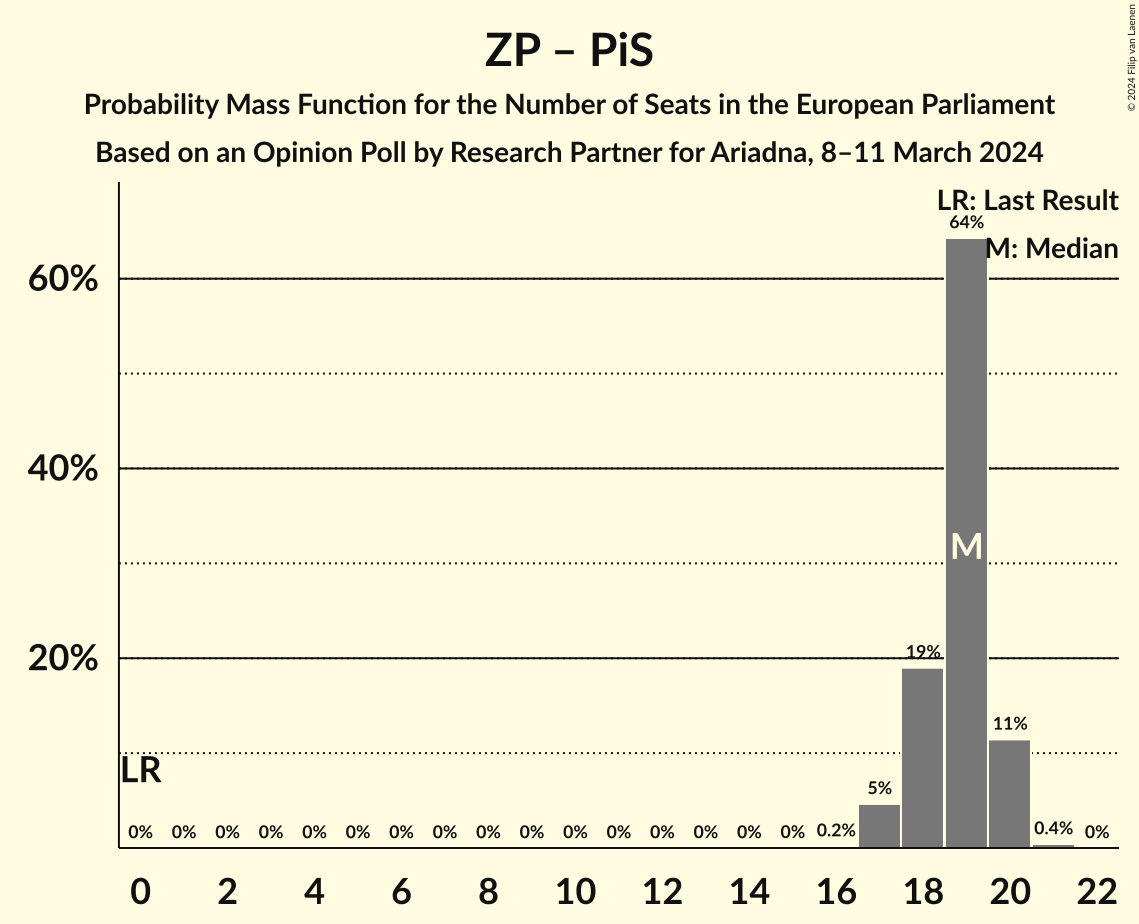 ZP – PiS
Probability Mass Function for the Number of Seats in the European Parliament
Based on an Opinion Poll by Research Partner for Ariadna, 8–11 March 2024
© 2024 Filip van Laenen
LR: Last Result
M: Median
60%
40%
20%
64%
M
19%
11%
LR
5%
0% 0% 0% 0% 0% 0% 0% 0% 0% 0% 0% 0% 0% 0% 0% 0% 0.2% 0.4% 0%
0 2 4 6 8 10 12 14 16 18 20 22